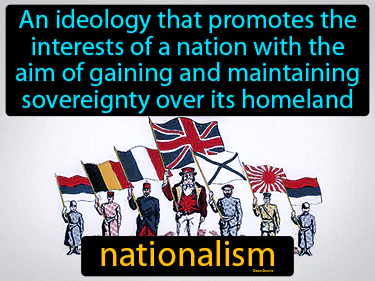 An ideology that promotes the
interests of a nation with the
aim of gaining and maintaining
sovereignty over its homeland
nationalism